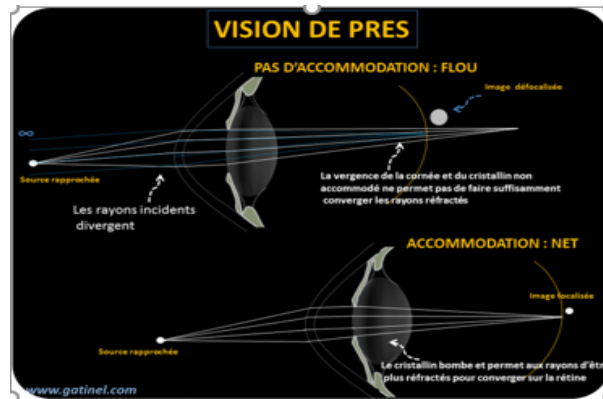 VISION DE PRES
PAS D'ACCOMMODATION : FLOU
Image défocalisée
∞
Source rapprochée
La vergence de la cornée et du cristallin non
accommodé ne permet pas de faire suffisamment
converger les rayons réfractés
Les rayons incidents
divergent
ACCOMMODATION : NET
Image focalisée
Source rapprochée
Le cristallin bombe et permet aux rayons d'êt
plus réfractés pour converger sur la rétine
www.gatinel.com